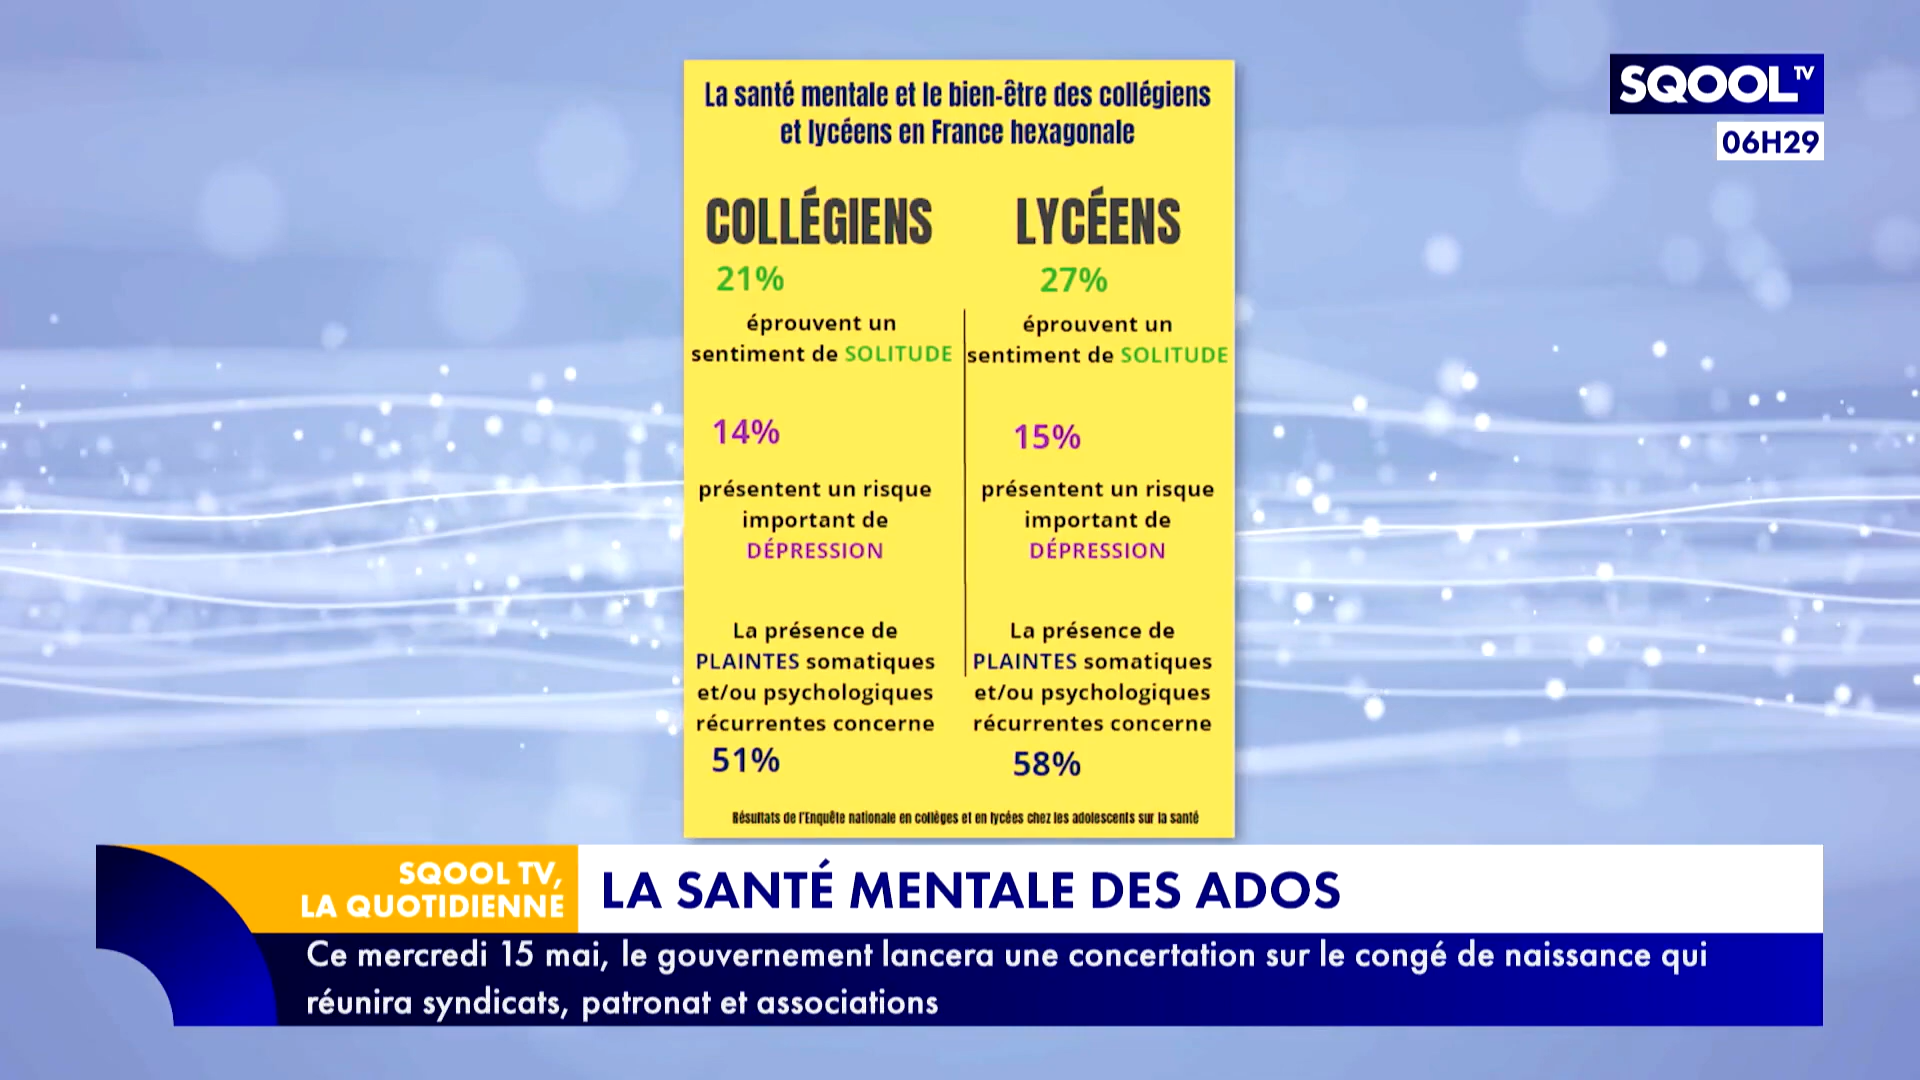 SQOOL TV
06H29
La santé mentale et le bien-être des collégiens
et lycéens en France hexagonale
COLLÉGIENS
21%
éprouvent un
sentiment de SOLITUDE
14%
présentent un risque
important de
DÉPRESSION
La présence de
PLAINTES somatiques
et/ou psychologiques
récurrentes concerne
51%
LYCÉENS
27%
éprouvent un
sentiment de SOLITUDE
15%
présentent un risque
important de
DÉPRESSION
La présence de
PLAINTES somatiques
et/ou psychologiques
récurrentes concerne
58%
Résultats de l'Enquête nationale en collèges et en lycées chez les adolescents sur la santé
SQOOL TV,
LA QUOTIDIENNE
LA SANTÉ MENTALE DES ADOS
Ce mercredi 15 mai, le gouvernement lancera une concertation sur le congé de naissance qui
réunira syndicats, patronat et associations